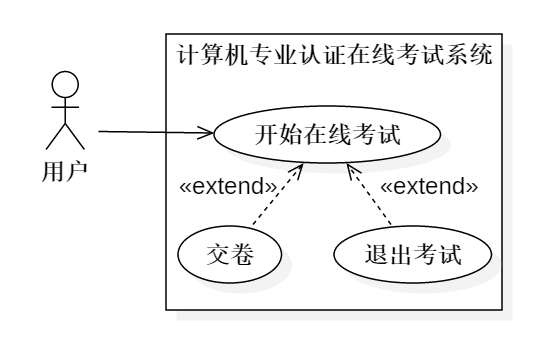 计算机专业认证在线考试系统
开始在线考试
用户
«extend»
«extend»
交卷
退出考试